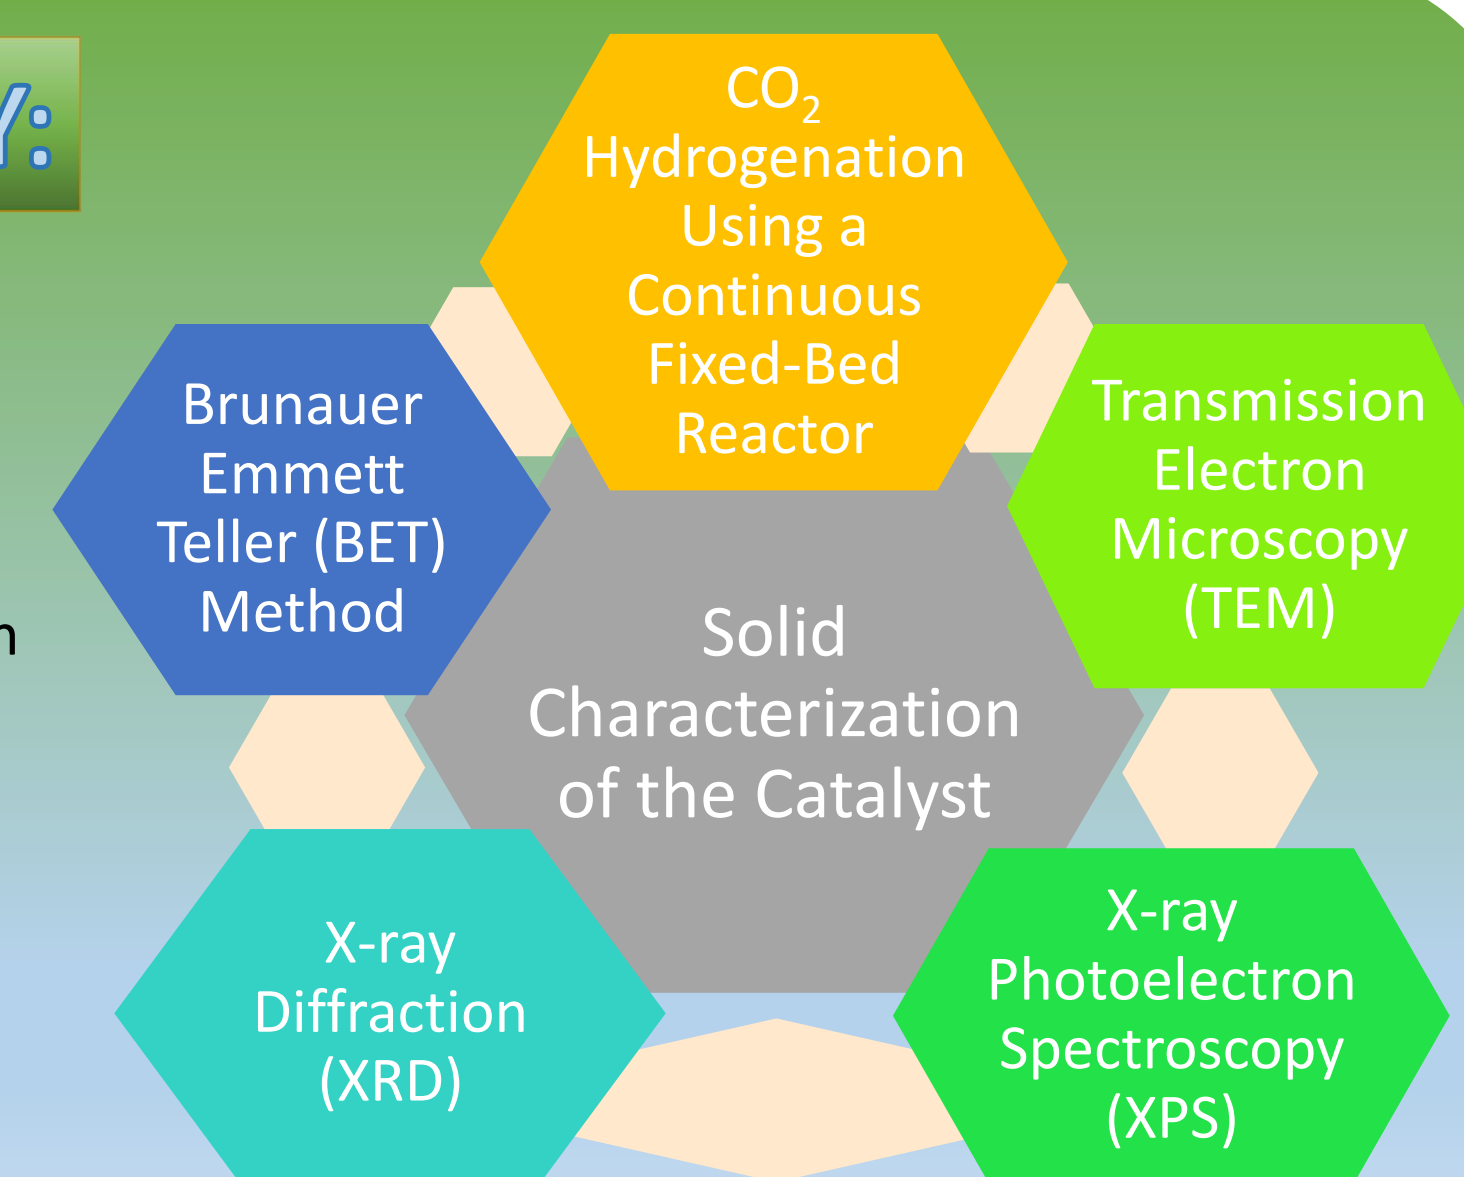 Y:
CO₂
Hydrogenation
Using a
Continuous
Fixed-Bed
Reactor
Brunauer
Emmett
Teller (BET)
Method
Transmission
Electron
Microscopy
(TEM)
n
Solid
Characterization
of the Catalyst
X-ray
Diffraction
(XRD)
X-ray
Photoelectron
Spectroscopy
(XPS)